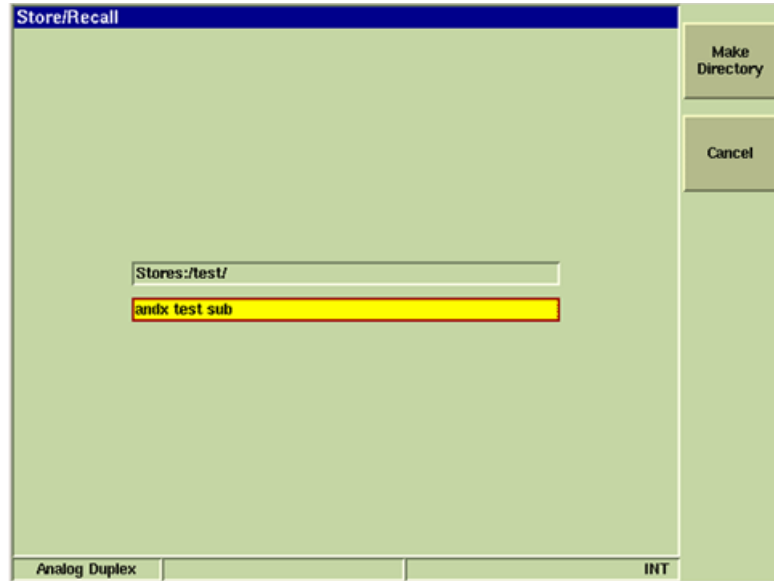 Store/Recall
Make
Directory
Cancel
Stores:/test/
andx test sub
Analog Duplex
INT